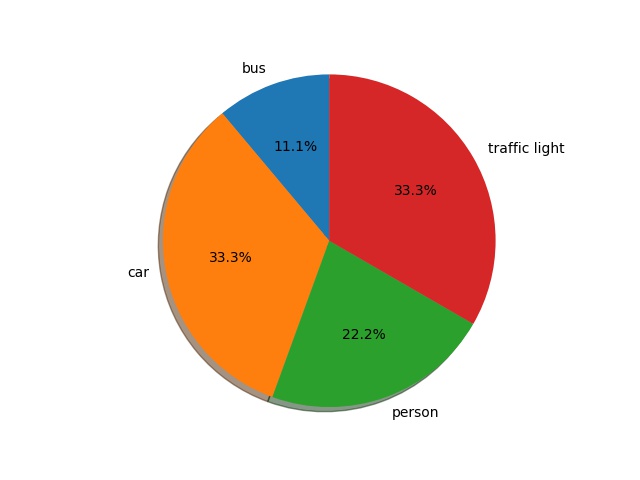 bus
11.1%
traffic light
33.3%
33.3%
car
22.2%
person